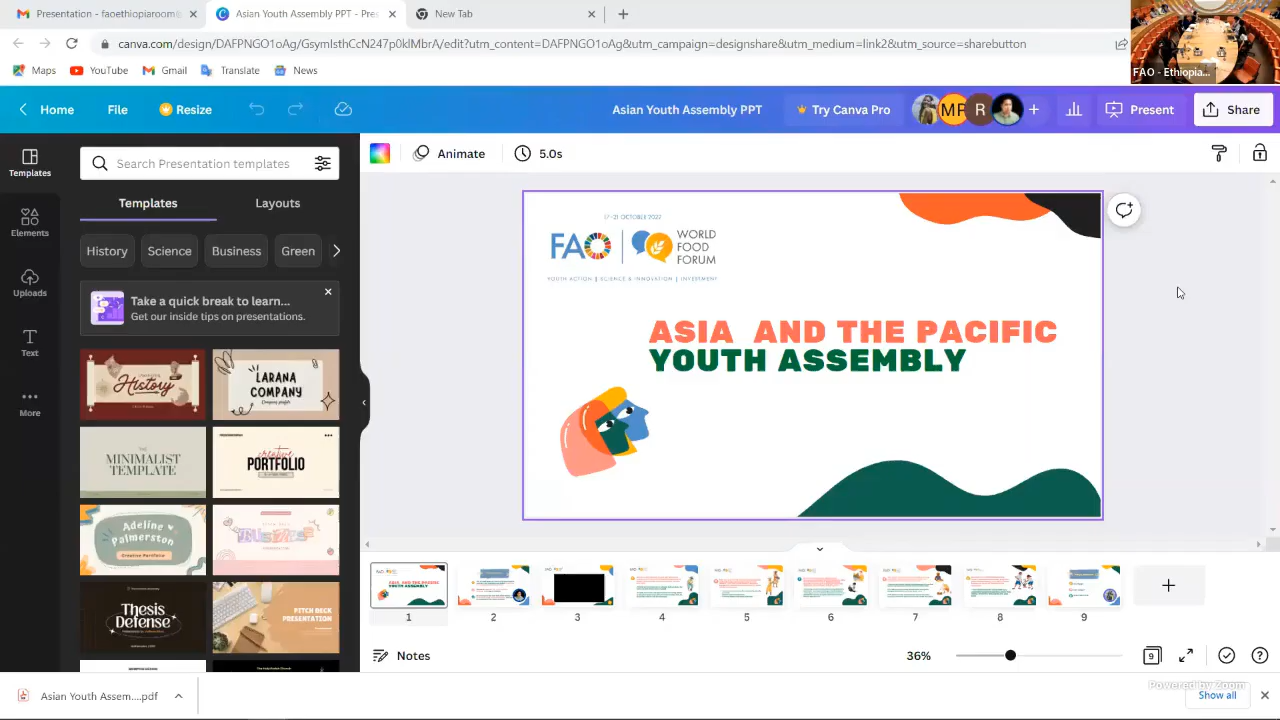 Presentation - faoethiopiaroom
Asian Youth Assembly PPT - Pres
New Tab
canva.com/design/DAFPNGO1oAg/GsymIsthCcN247p0klMbrA/edit?utm_content=DAFPNGO1oAg&utm_campaign=designshare&utm_medium=link2&utm_source=sharebutton
Maps
YouTube
Gmail
Translate
News
FAO - Ethiopia...
Home
File
Resize
Asian Youth Assembly PPT
Try Canva Pro
MP
R
Present
Share
Templates
Elements
Uploads
Text
More
Search Presentation templates
Animate
5.0s
Templates
Layouts
History
Science
Business
Green
Take a quick break to learn...
Get our inside tips on presentations.
History
LARANA
COMPANY
THE
MINIMALIST
TEMPLATE
creative
PORTFOLIO
Adeline
Palmerston
Creative Portfolio
Thesis
Defense
PITCH DECK
PRESENTATION
17-21 OCTOBER 2022
FAO
WORLD
FOOD
FORUM
YOUTH ACTION | SCIENCE & INNOVATION | INVESTMENT
ASIA AND THE PACIFIC
YOUTH ASSEMBLY
1
2
3
4
6
7
8
9
Notes
36%
9
Powered by Zoom
Asian Youth Assem....pdf
Show all